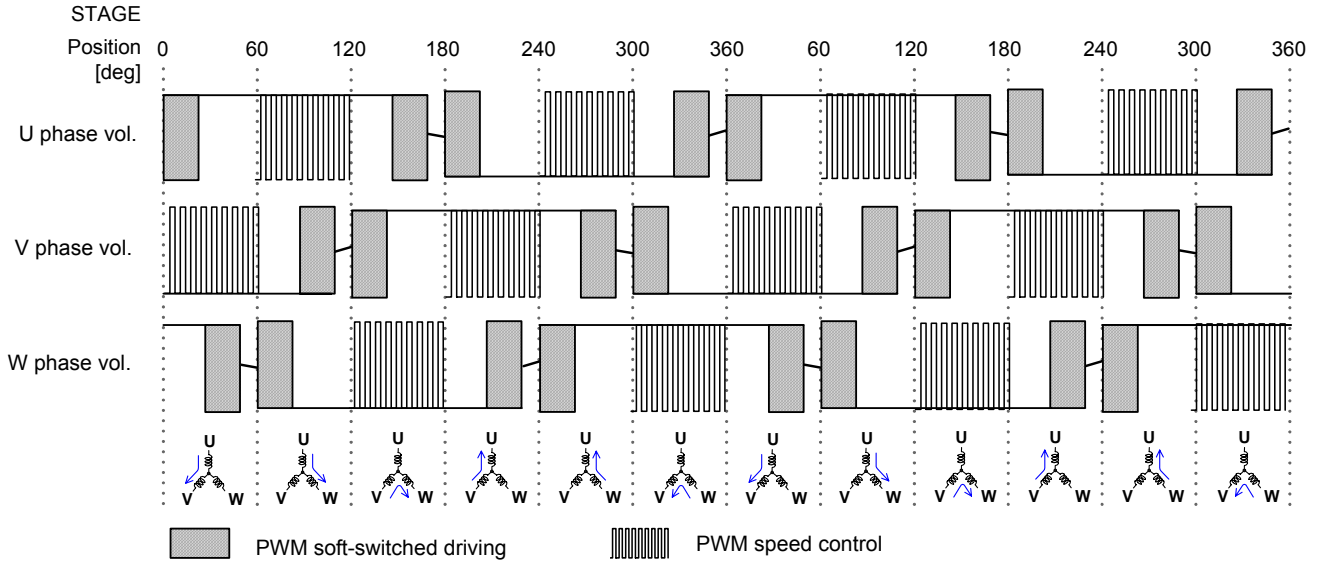 STAGE
Position 0 60 120 180 240 300 360 60 120 180 240 300 360
[deg]
U phase vol.
V phase vol.
W phase vol.
U U U U U U U U U U U U
V W V W V W V W V W V W V W V W V W V W V W V W
PWM soft-switched driving PWM speed control